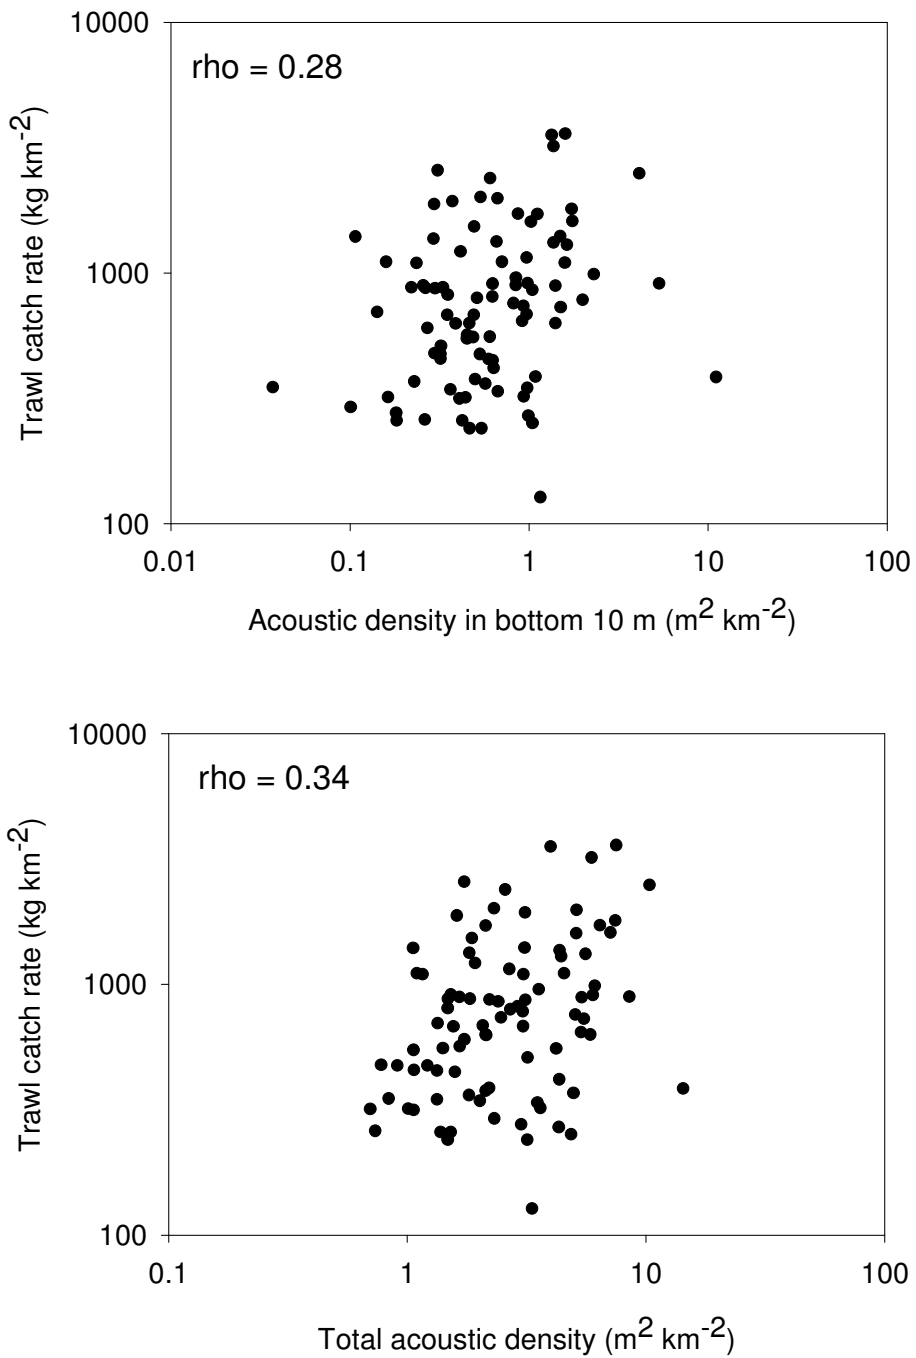 10000
rho = 0.28
1000
100
Trawl catch rate (kg km⁻²)
0.01 0.1 1 10 100
Acoustic density in bottom 10 m (m² km⁻²)
10000
rho = 0.34
1000
100
Trawl catch rate (kg km⁻²)
0.1 1 10 100
Total acoustic density (m² km⁻²)